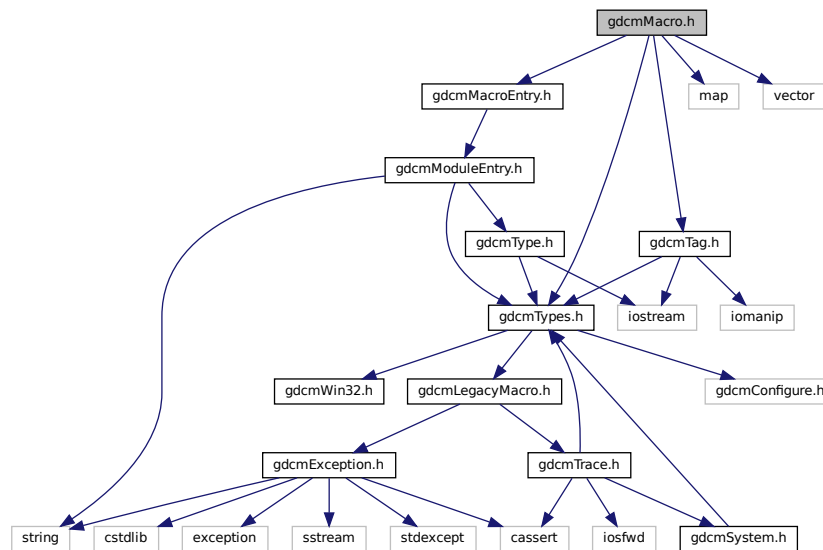 gdcmMacro.h
gdcmMacroEntry.h
map
vector
gdcmModuleEntry.h
gdcmType.h
gdcmTag.h
gdcmTypes.h
iostream
iomanip
gdcmWin32.h
gdcmLegacyMacro.h
gdcmConfigure.h
gdcmException.h
gdcmTrace.h
string
cstdlib
exception
sstream
stdexcept
cassert
iosfwd
gdcmSystem.h